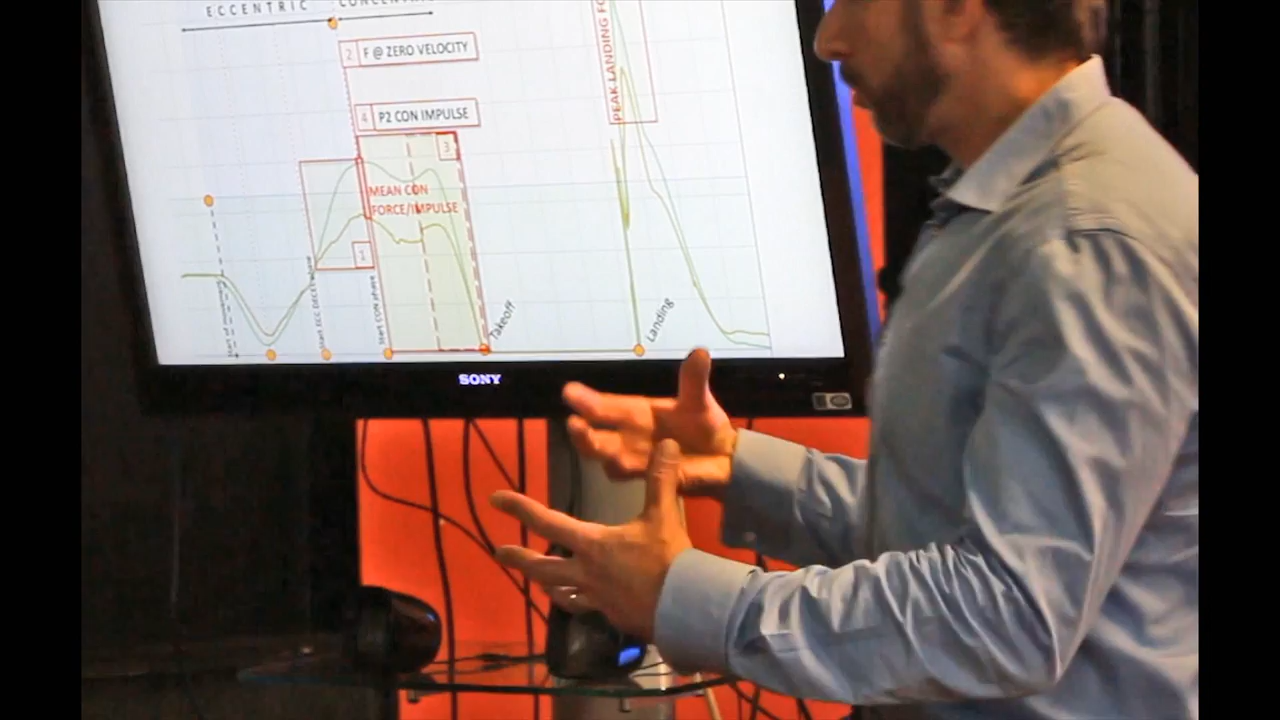 ECCENTRIC
2 F @ ZERO VELOCITY
4 P2 CON IMPULSE
3
MEAN CON
FORCE/IMPULSE
1
PEAK LANDING FO
Start ECC DECEL phase
Start CON phase
Takeoff
Landing
SONY